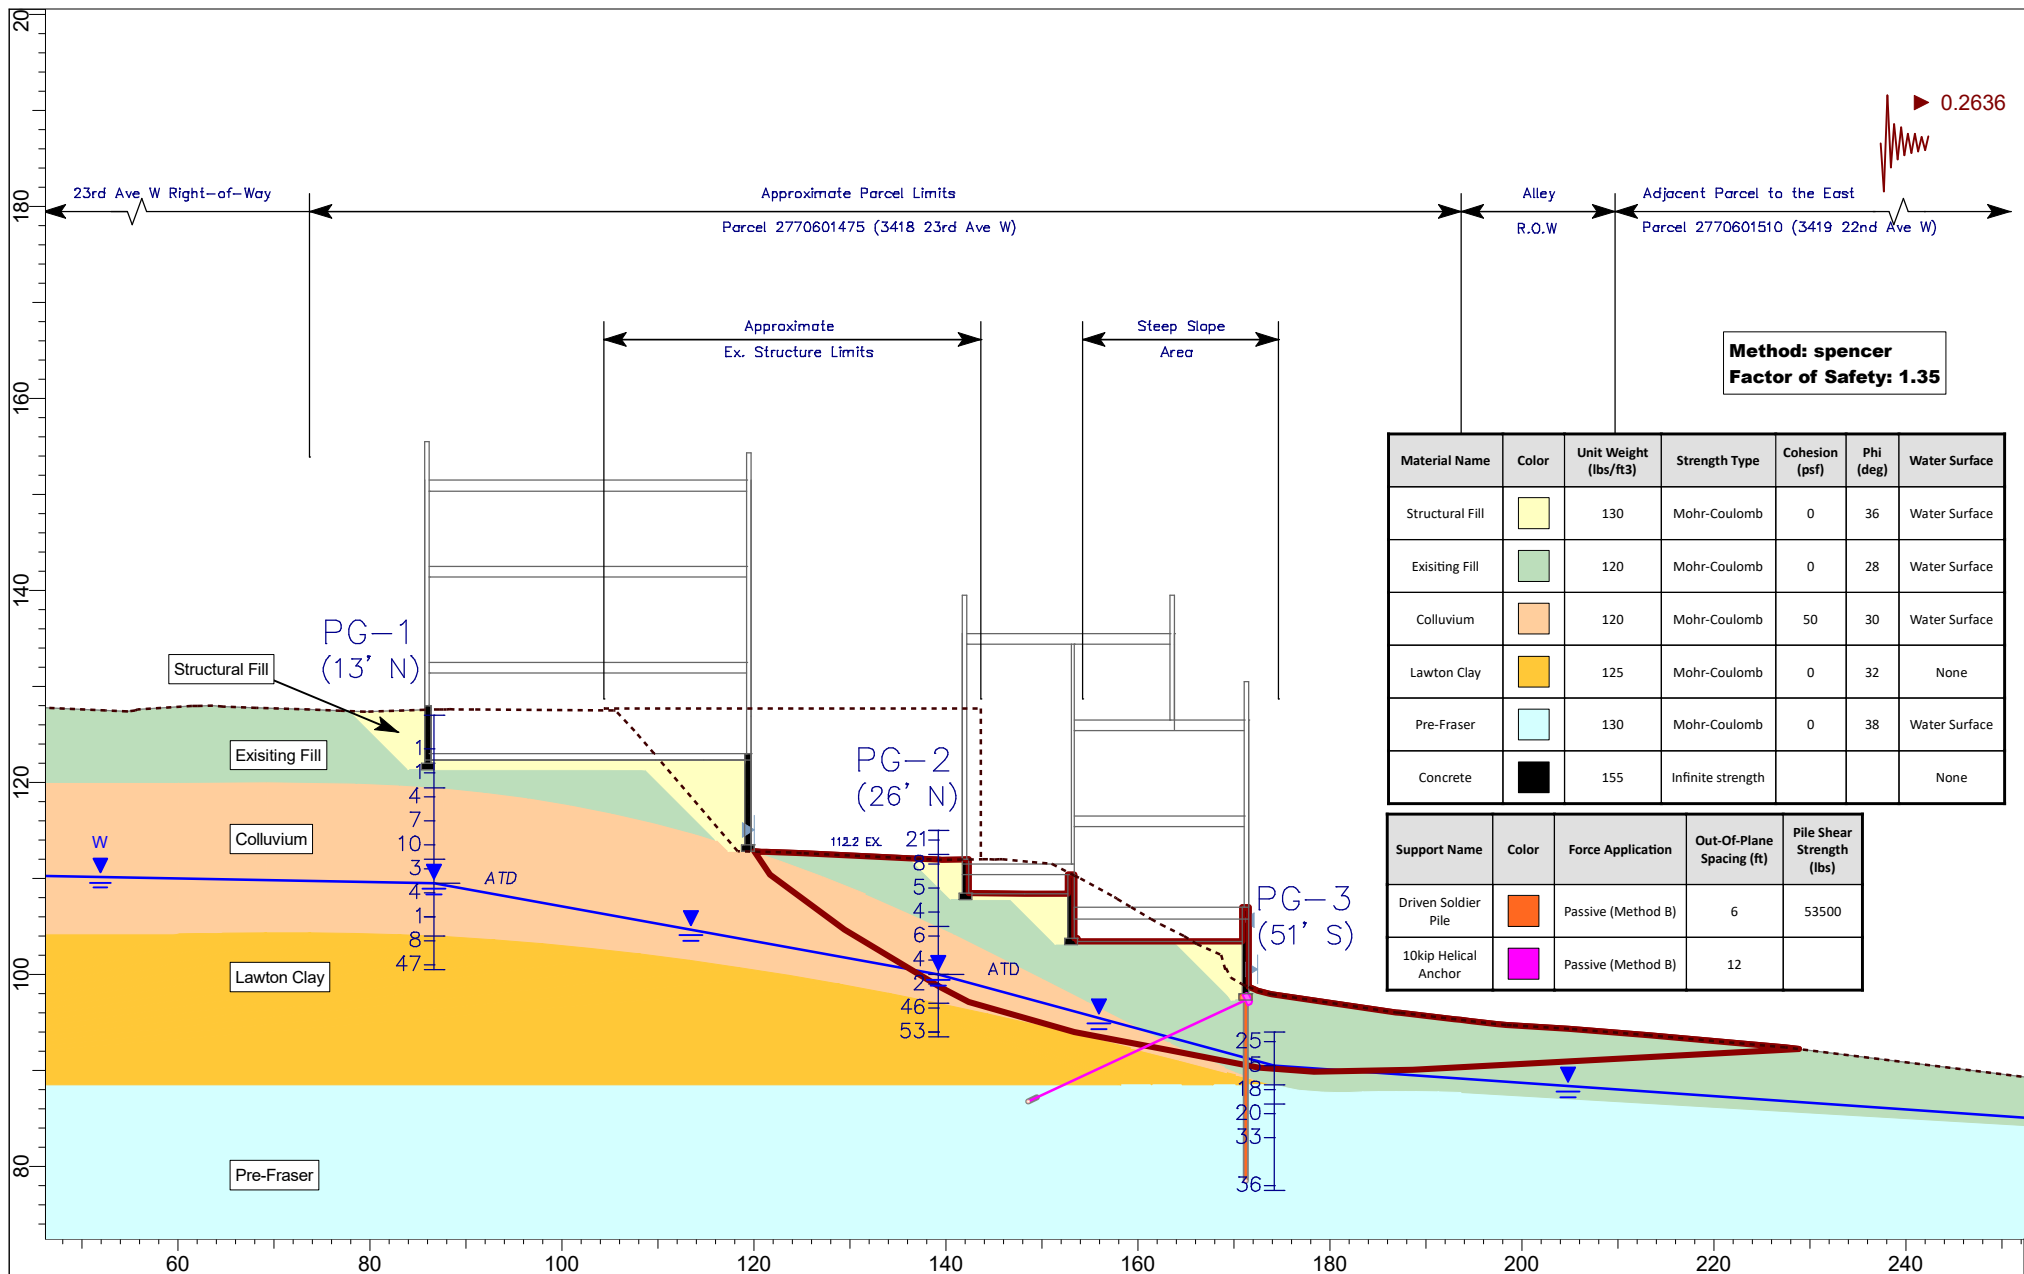 20
0.2636
23rd Ave W Right-of-Way
Approximate Parcel Limits
Alley
Adjacent Parcel to the East
180
Parcel 2770601475 (3418 23rd Ave W)
R.O.W
Parcel 2770601510 (3419 22nd Ave W)
Approximate
Ex. Structure Limits
Steep Slope
Area
Method: spencer
Factor of Safety: 1.35
160
Material Name Color Unit Weight (lbs/ft3) Strength Type Cohesion (psf) Phi (deg) Water Surface
Structural Fill 130 Mohr-Coulomb 0 36 Water Surface
Exisiting Fill 120 Mohr-Coulomb 0 28 Water Surface
Colluvium 120 Mohr-Coulomb 50 30 Water Surface
Lawton Clay 125 Mohr-Coulomb 0 32 None
Pre-Fraser 130 Mohr-Coulomb 0 38 Water Surface
Concrete 155 Infinite strength None
Support Name Color Force Application Out-Of-Plane Spacing (ft) Pile Shear Strength (lbs)
Driven Soldier Pile Passive (Method B) 6 53500
10kip Helical Anchor Passive (Method B) 12
140
PG-1
(13' N)
Structural Fill
Exisiting Fill
120
Colluvium
W
ATD
Lawton Clay
100
Pre-Fraser
80
1
1
4
7
10
3
4
1
8
47
PG-2
(26' N)
112.2 EX.
21
8
5
4
6
4
2
46
53
ATD
PG-3
(51' S)
25
5
18
20
33
36
60
80
100
120
140
160
180
200
220
240